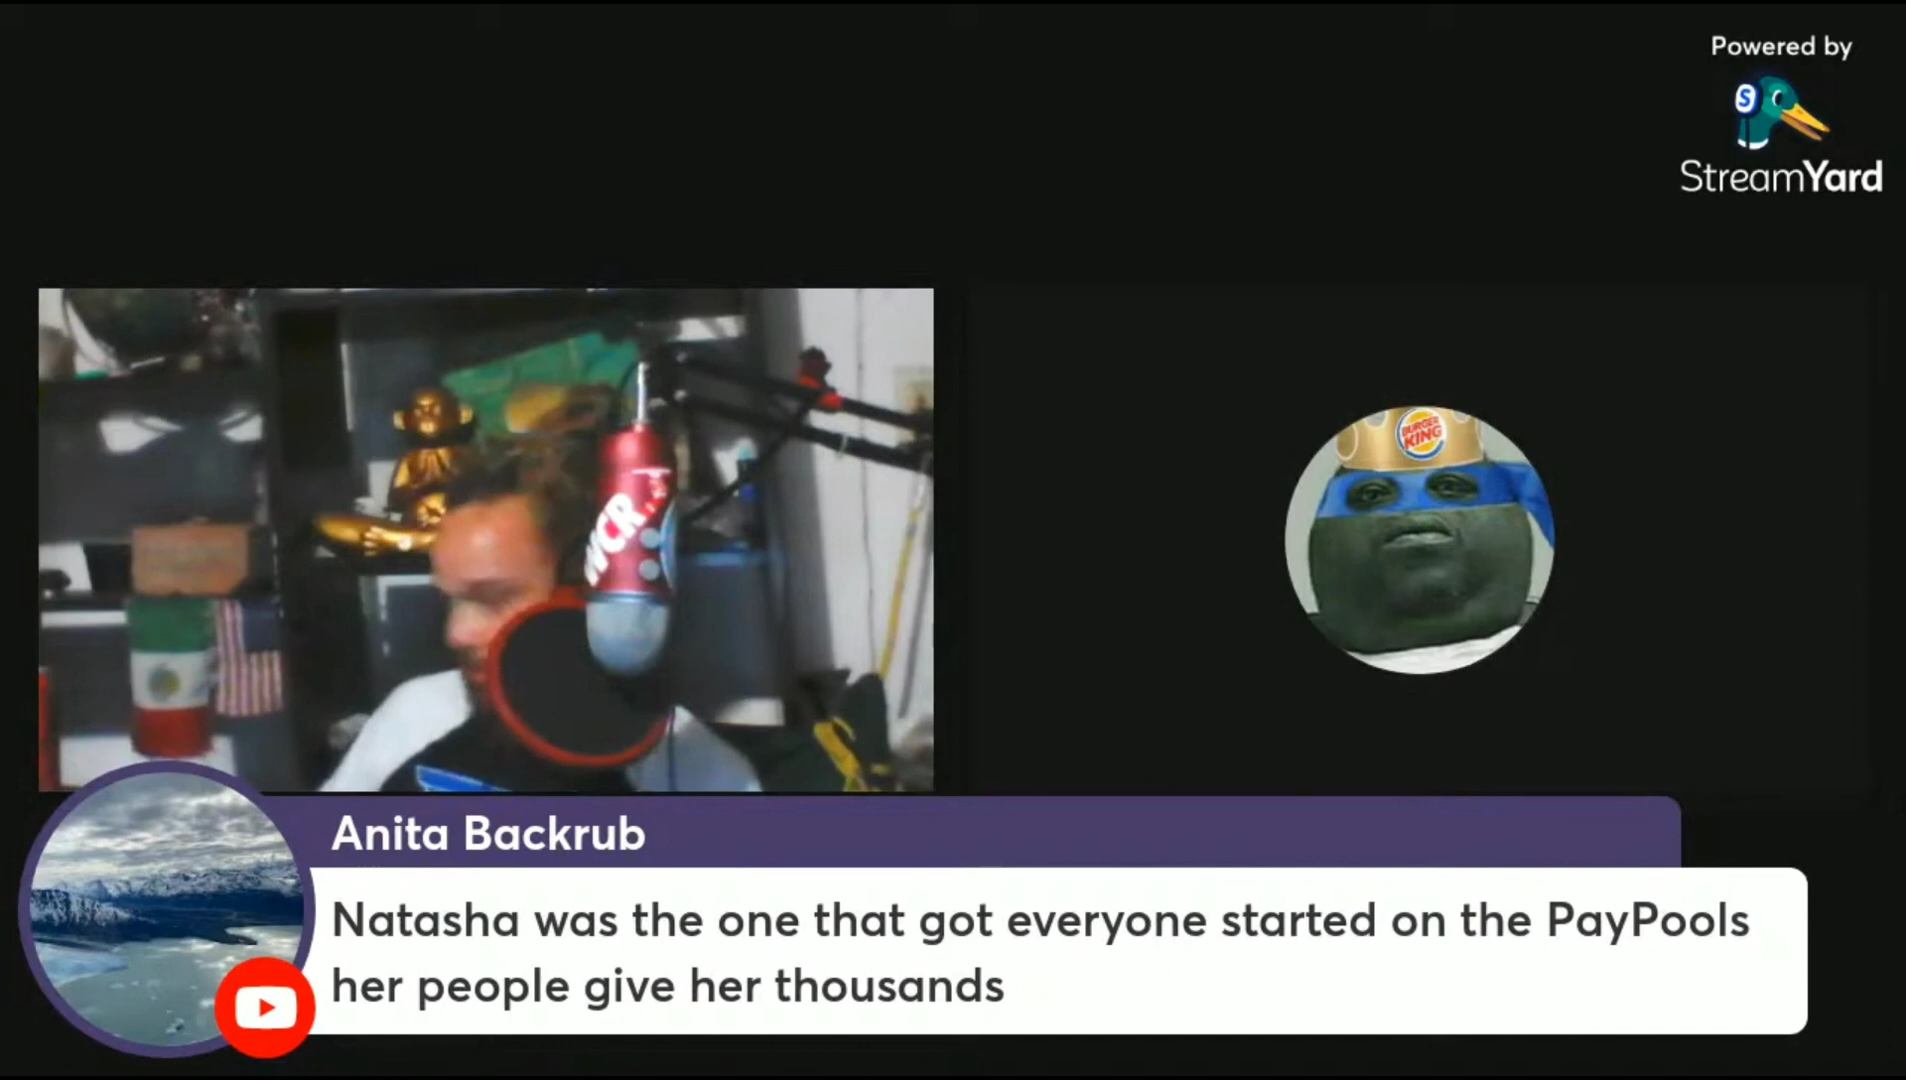 Powered by
StreamYard
BURGER
KING
WCR
Anita Backrub
Natasha was the one that got everyone started on the PayPools
her people give her thousands